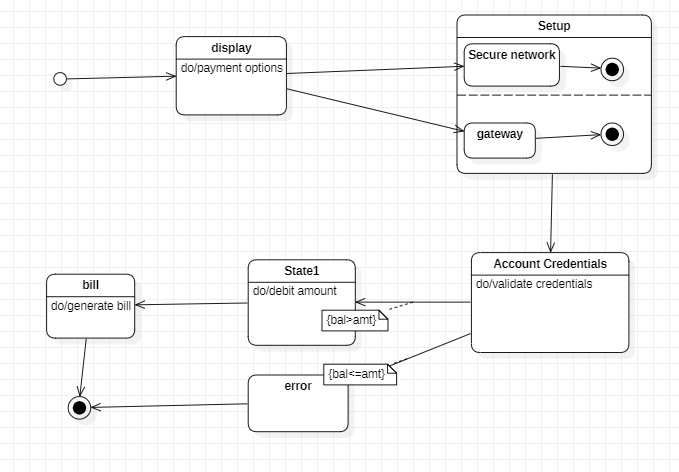 display
do/payment options
Setup
Secure network
gateway
Account Credentials
do/validate credentials
State1
do/debit amount
{bal>amt}
bill
do/generate bill
error
{bal<=amt}